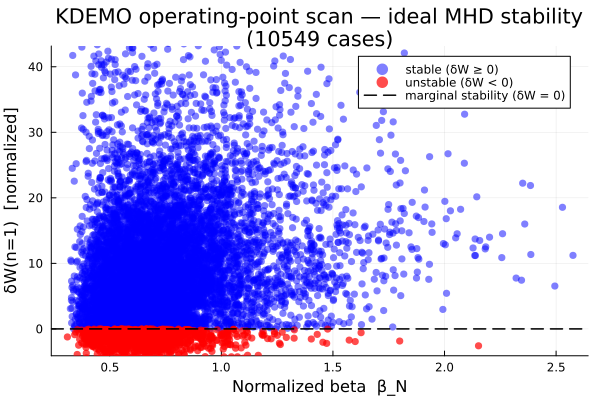 KDEMO operating-point scan — ideal MHD stability
(10549 cases)
stable (δW ≥ 0)
unstable (δW < 0)
marginal stability (δW = 0)
40
30
20
10
0
δW(n=1) [normalized]
0.5 1.0 1.5 2.0 2.5
Normalized beta β_N